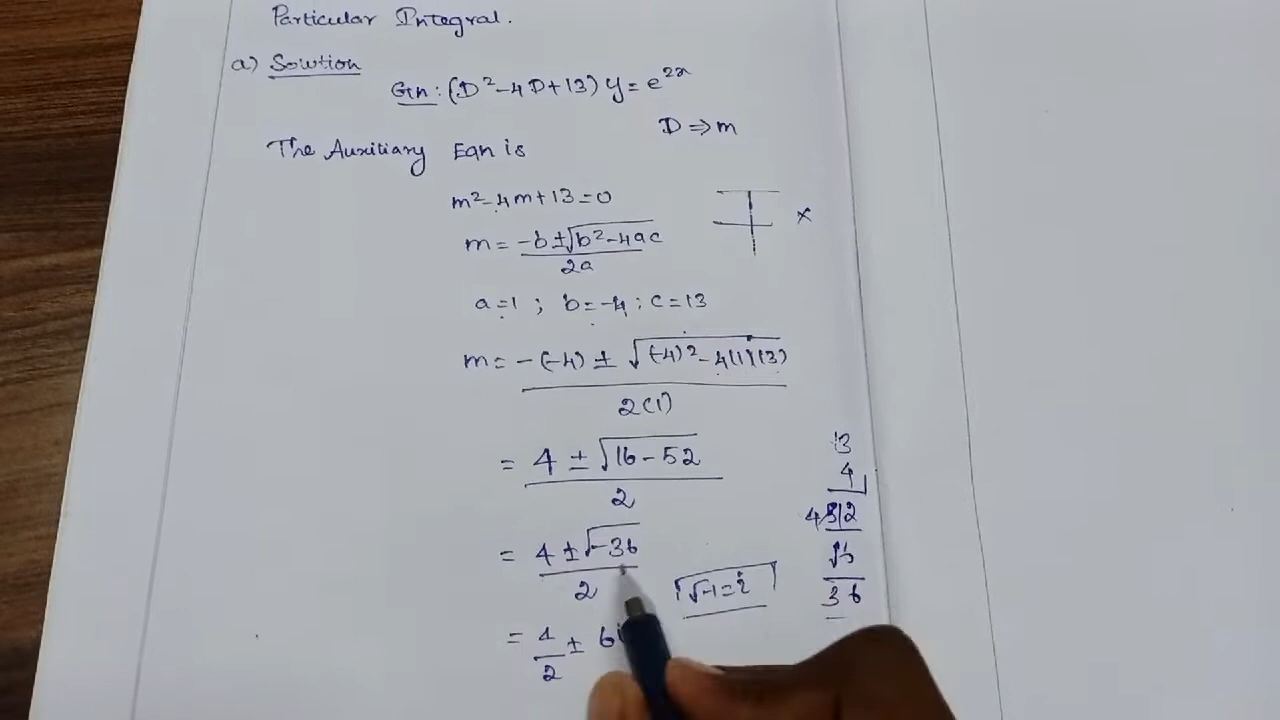 Particular Integral.
a) Solution
Gn: (D²-4D+13) y = e²ˣ
D ⇒ m
The Auxiliary Eqn is
m²-4m+13=0
m = -b±√b²-4ac
2a
x
a=1 ; b=-4 ; c=13
m = -(-4) ± √(-4)²-4(1)(13)
2(1)
= 4 ± √16-52
2
= 4 ± √-36
2
√-1=i
= 4/2 ± 6i
13
4
52
16
36